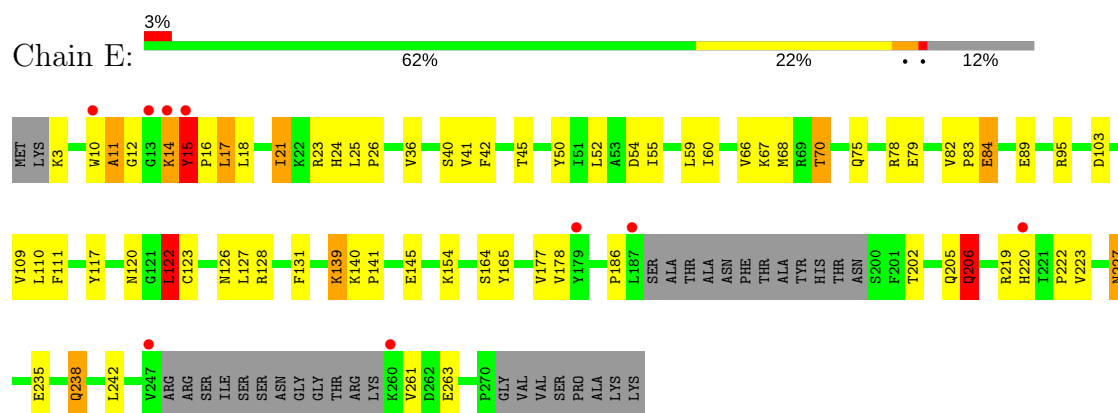 3%
Chain E:
62% 22% • • 12%
MET LYS K3 W10 A11 G12 G13 K14 Y15 P16 L17 L18 I21 K22 R23 H24 L25 P26 V36 S40 V41 F42 T45 Y50 I51 L52 A53 D54 I55 L59 I60 V66 K67 M68 R69 T70 Q75 R78 E79 V82 P83 E84 E89 R95 D103
V109 L110 F111 Y117 N120 G121 L122 C123 N126 L127 R128 F131 K139 K140 P141 E145 K154 S164 Y165 V177 V178 Y179 P186 L187 SER ALA THR ALA ASN PHE THR ALA TYR HIS THR ASN S200 F201 T202 Q205 Q206 R219 H220 I221 P222 V223 N227
E235 Q238 L242 V247 ARG ARG SER ILE SER SER ASN GLY GLY THR ARG LYS K260 V261 D262 E263 P270 GLY VAL VAL SER PRO ALA LYS LYS